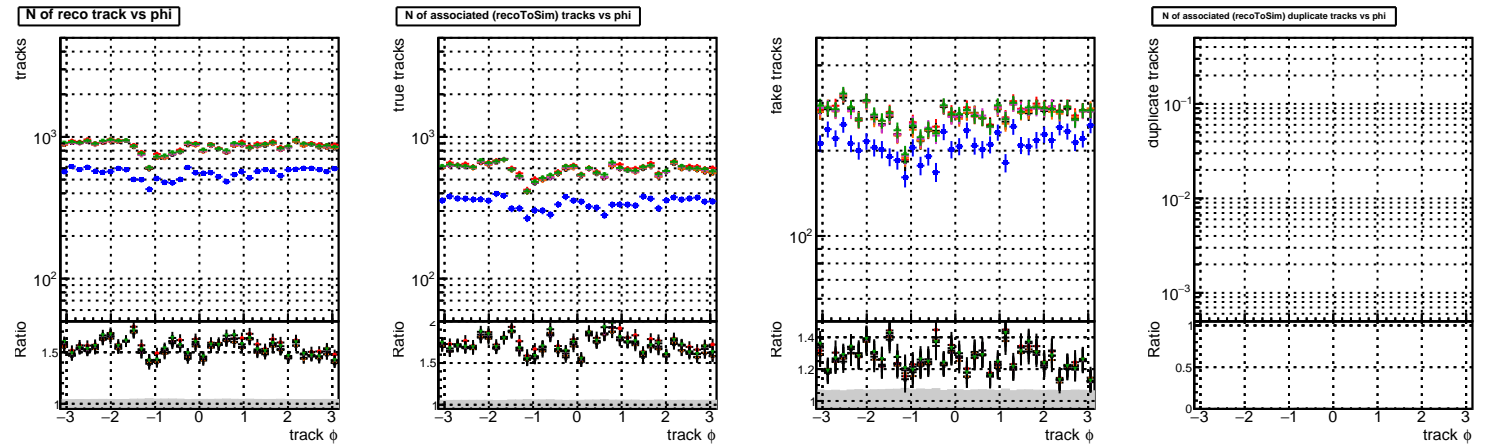 N of reco track vs phi
tracks
10³
10²
Ratio
1.5
1
−3 −2 −1 0 1 2 3
track ϕ
N of associated (recoToSim) tracks vs phi
true tracks
10³
10²
Ratio
2
1.5
1
−3 −2 −1 0 1 2 3
track ϕ
fake tracks
10²
Ratio
1.4
1.2
1
−3 −2 −1 0 1 2 3
track ϕ
N of associated (recoToSim) duplicate tracks vs phi
duplicate tracks
10⁻¹
10⁻²
10⁻³
Ratio
1
0.5
0
−3 −2 −1 0 1 2 3
track ϕ